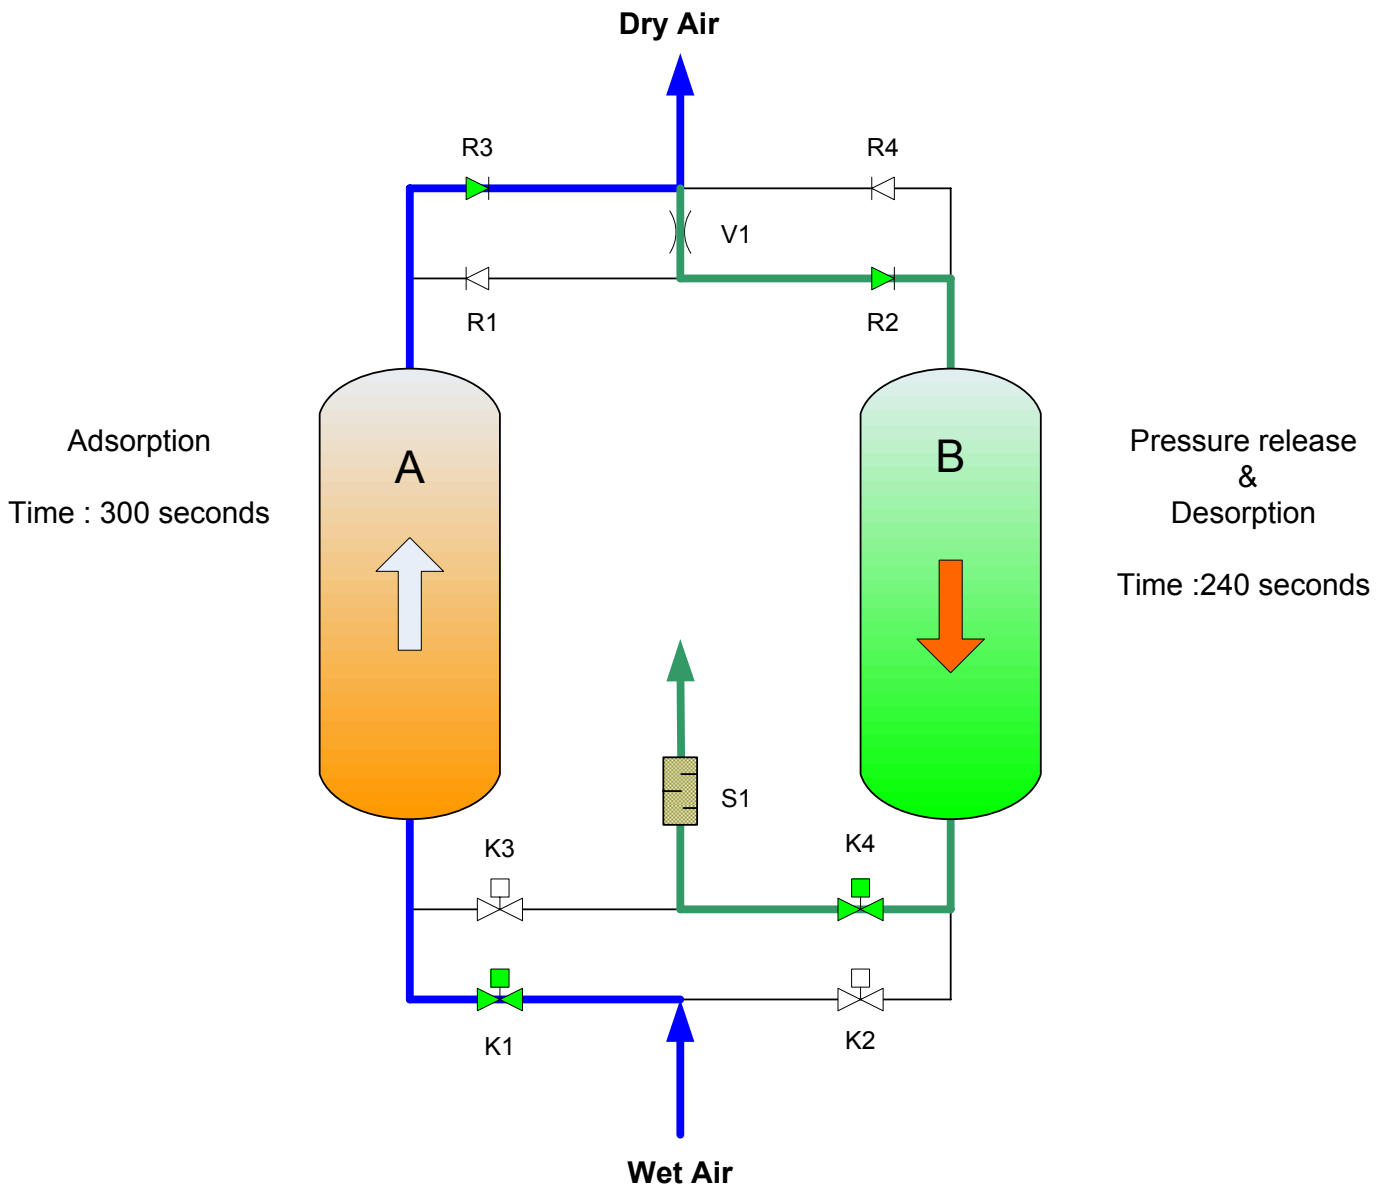 Dry Air
R3
R4
V1
R1
R2
Adsorption
Time : 300 seconds
A
B
Pressure release
&
Desorption
Time :240 seconds
S1
K3
K4
K1
K2
Wet Air